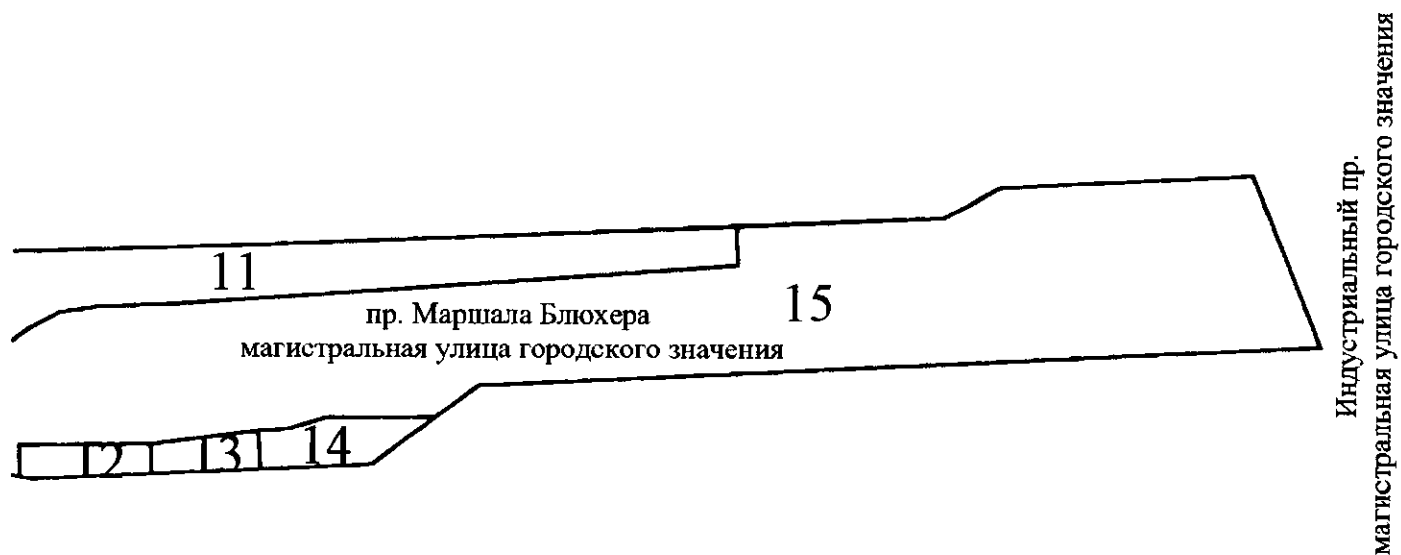 11
пр. Маршала Блюхера
магистральная улица городского значения
15
12
13
14
Индустриальный пр.
магистральная улица городского значения